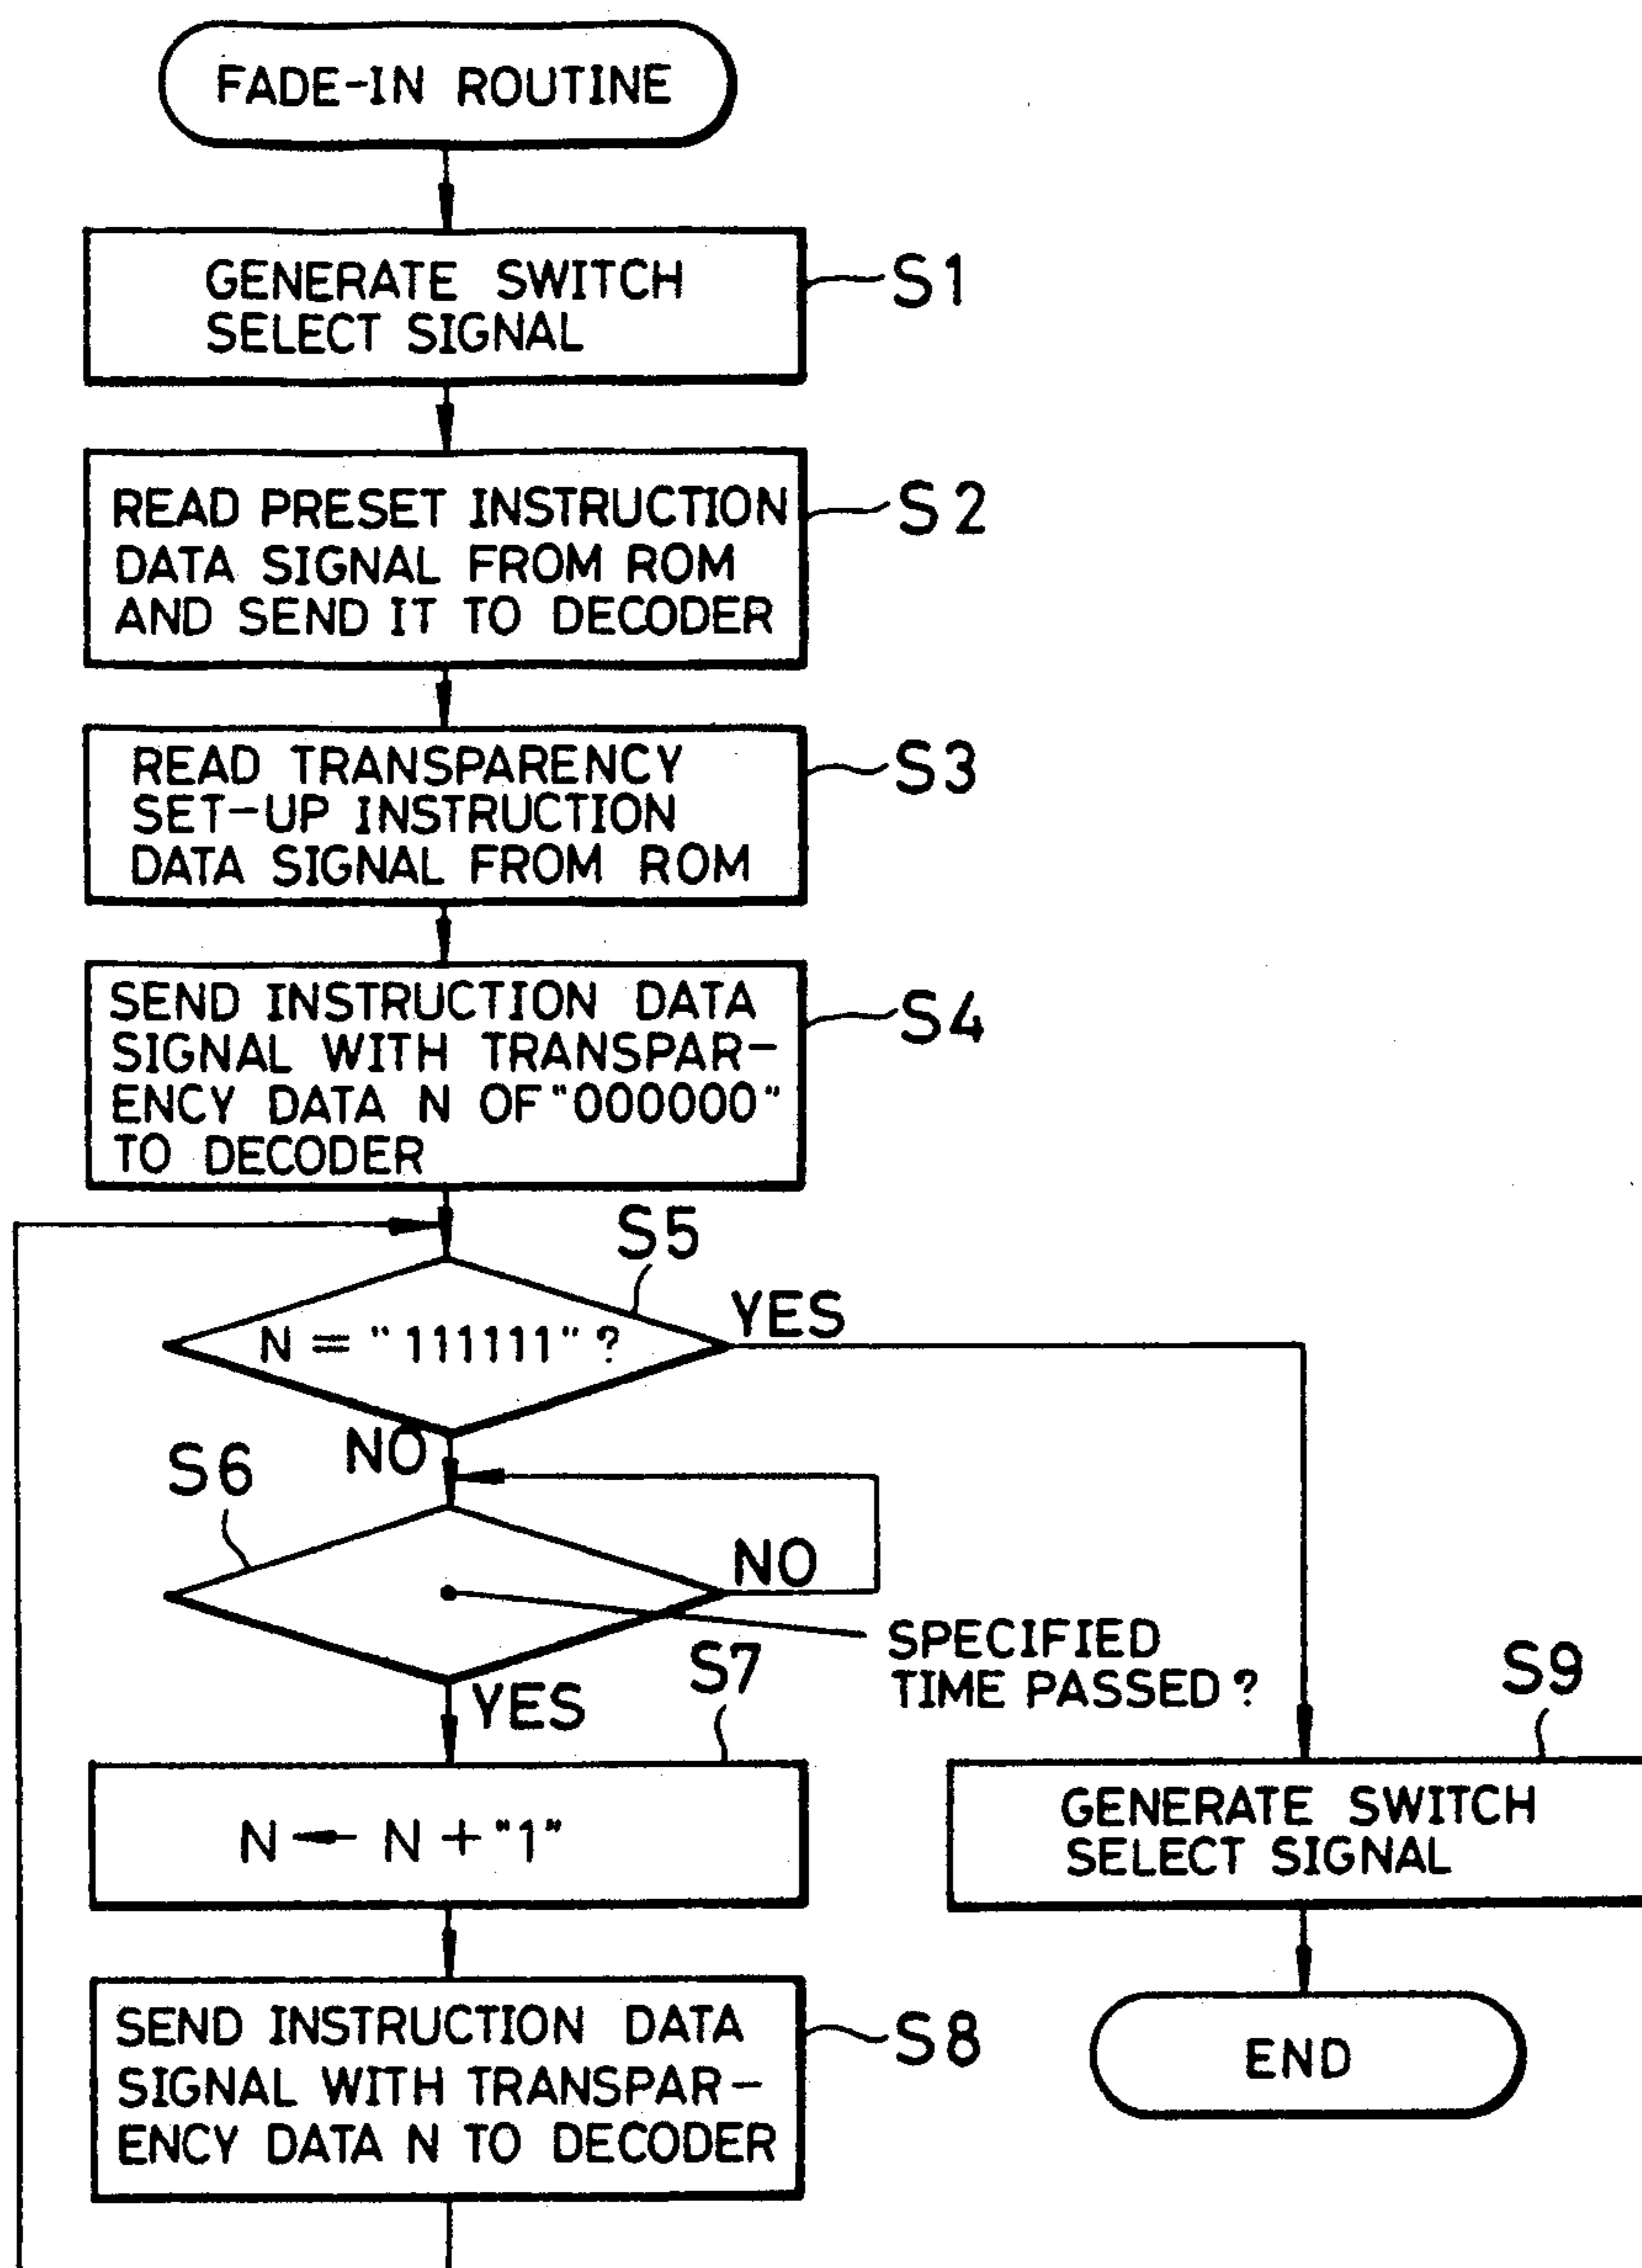 FADE-IN ROUTINE
GENERATE SWITCH
SELECT SIGNAL
S1
READ PRESET INSTRUCTION
DATA SIGNAL FROM ROM
AND SEND IT TO DECODER
S2
READ TRANSPARENCY
SET-UP INSTRUCTION
DATA SIGNAL FROM ROM
S3
SEND INSTRUCTION DATA
SIGNAL WITH TRANSPAR-
ENCY DATA N OF "000000"
TO DECODER
S4
S5
N = "111111" ?
YES
NO
S6
NO
SPECIFIED
TIME PASSED ?
YES
S7
N ← N + "1"
S9
GENERATE SWITCH
SELECT SIGNAL
SEND INSTRUCTION DATA
SIGNAL WITH TRANSPAR-
ENCY DATA N TO DECODER
S8
END